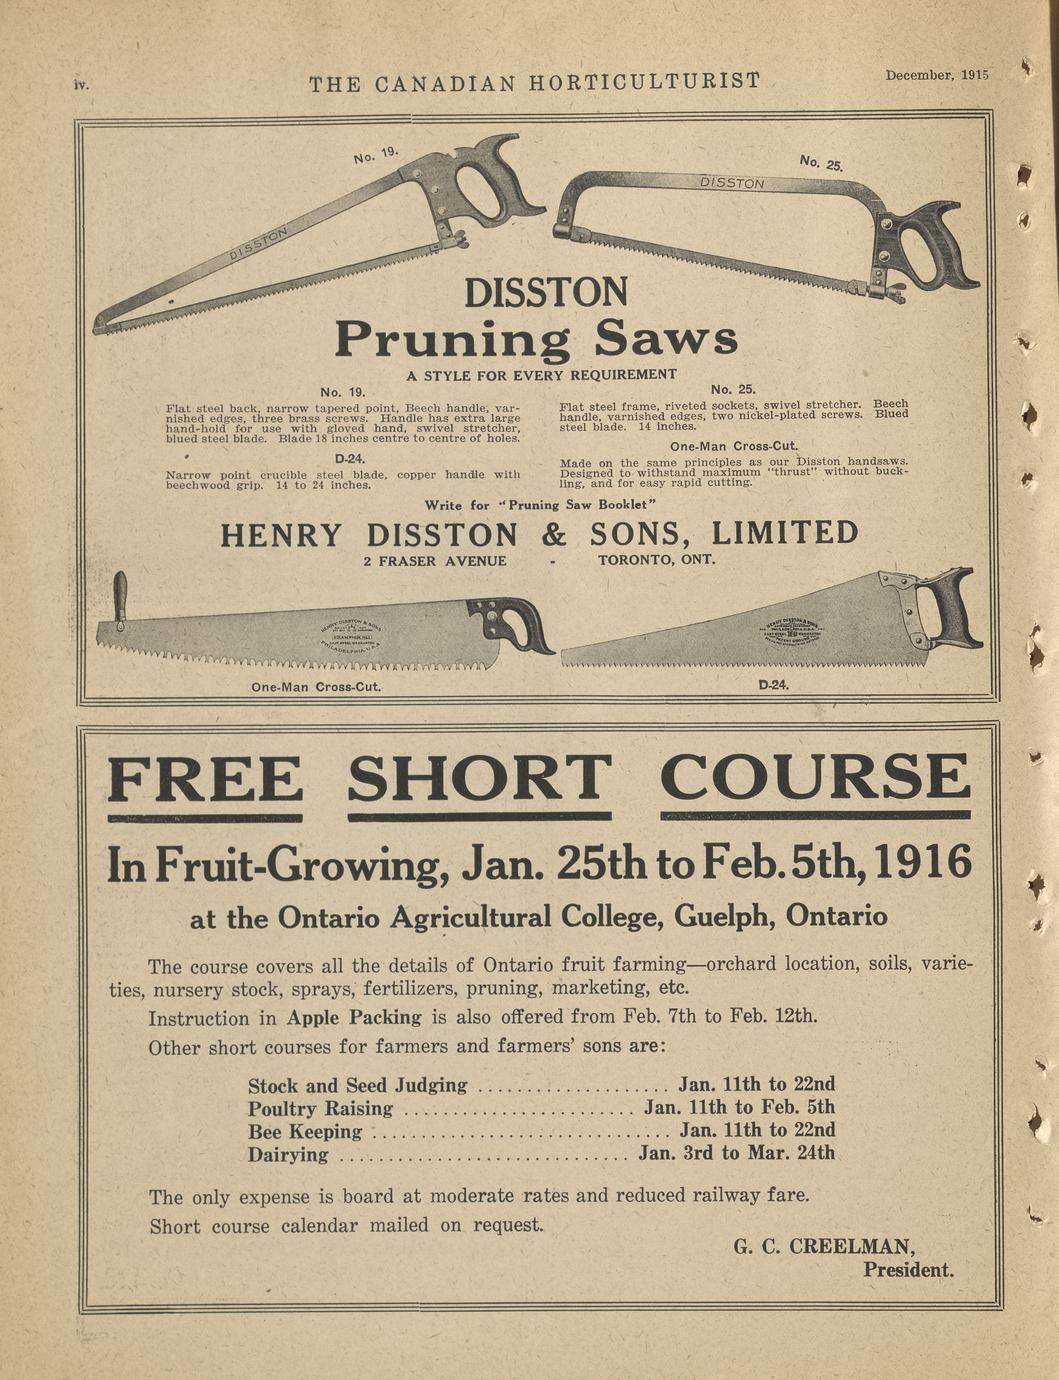 iv.
THE CANADIAN HORTICULTURIST
December, 1915
No. 19.
No. 25.
DISSTON
DISSTON
DISSTON
Pruning Saws
A STYLE FOR EVERY REQUIREMENT
No. 19.
Flat steel back, narrow tapered point, Beech handle, var-
nished edges, three brass screws. Handle has extra large
hand-hold for use with gloved hand, swivel stretcher,
blued steel blade. Blade 18 inches centre to centre of holes.
D-24.
Narrow point crucible steel blade, copper handle with
beechwood grip. 14 to 24 inches.
No. 25.
Flat steel frame, riveted sockets, swivel stretcher. Beech
handle, varnished edges, two nickel-plated screws. Blued
steel blade. 14 inches.
One-Man Cross-Cut.
Made on the same principles as our Disston handsaws.
Designed to withstand maximum "thrust" without buck-
ling, and for easy rapid cutting.
Write for "Pruning Saw Booklet"
HENRY DISSTON & SONS, LIMITED
2 FRASER AVENUE - TORONTO, ONT.
HENRY DISSTON & SONS
PHILADELPHIA, U.S.A.
HENRY DISSTON & SONS
One-Man Cross-Cut.
D-24.
FREE SHORT COURSE
In Fruit-Growing, Jan. 25th to Feb. 5th, 1916
at the Ontario Agricultural College, Guelph, Ontario
The course covers all the details of Ontario fruit farming—orchard location, soils, varie-
ties, nursery stock, sprays, fertilizers, pruning, marketing, etc.
Instruction in Apple Packing is also offered from Feb. 7th to Feb. 12th.
Other short courses for farmers and farmers' sons are:
Stock and Seed Judging .................... Jan. 11th to 22nd
Poultry Raising ........................ Jan. 11th to Feb. 5th
Bee Keeping ............................... Jan. 11th to 22nd
Dairying ............................. Jan. 3rd to Mar. 24th
The only expense is board at moderate rates and reduced railway fare.
Short course calendar mailed on request.
G. C. CREELMAN,
President.